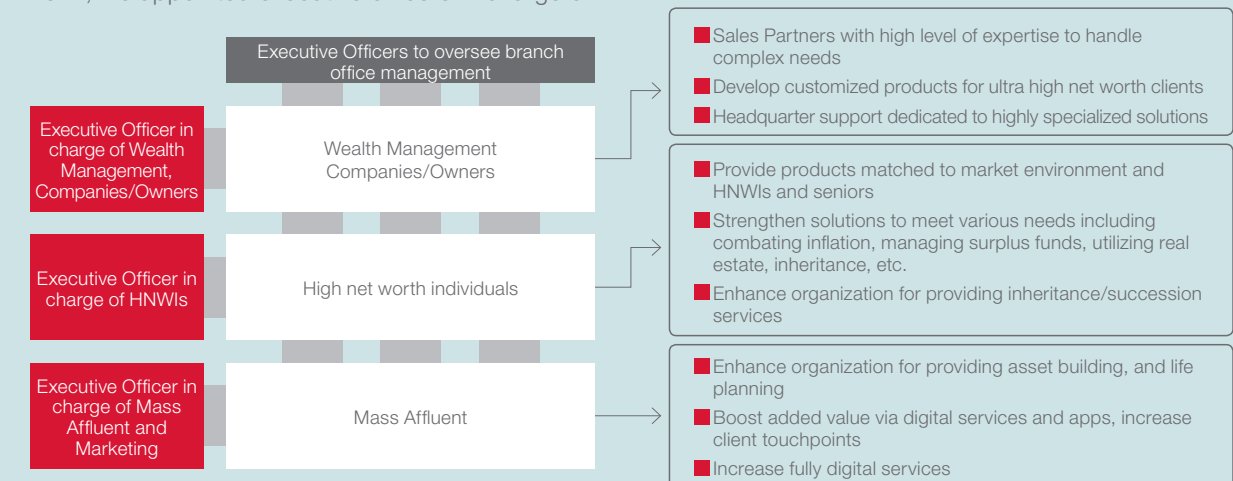 Executive Officers to oversee branch
office management
Executive Officer in
charge of Wealth
Management,
Companies/Owners
Wealth Management
Companies/Owners
Sales Partners with high level of expertise to handle
complex needs
Develop customized products for ultra high net worth clients
Headquarter support dedicated to highly specialized solutions
Executive Officer in
charge of HNWIs
High net worth individuals
Provide products matched to market environment and
HNWIs and seniors
Strengthen solutions to meet various needs including
combating inflation, managing surplus funds, utilizing real
estate, inheritance, etc.
Enhance organization for providing inheritance/succession
services
Executive Officer in
charge of Mass
Affluent and
Marketing
Mass Affluent
Enhance organization for providing asset building, and life
planning
Boost added value via digital services and apps, increase
client touchpoints
Increase fully digital services